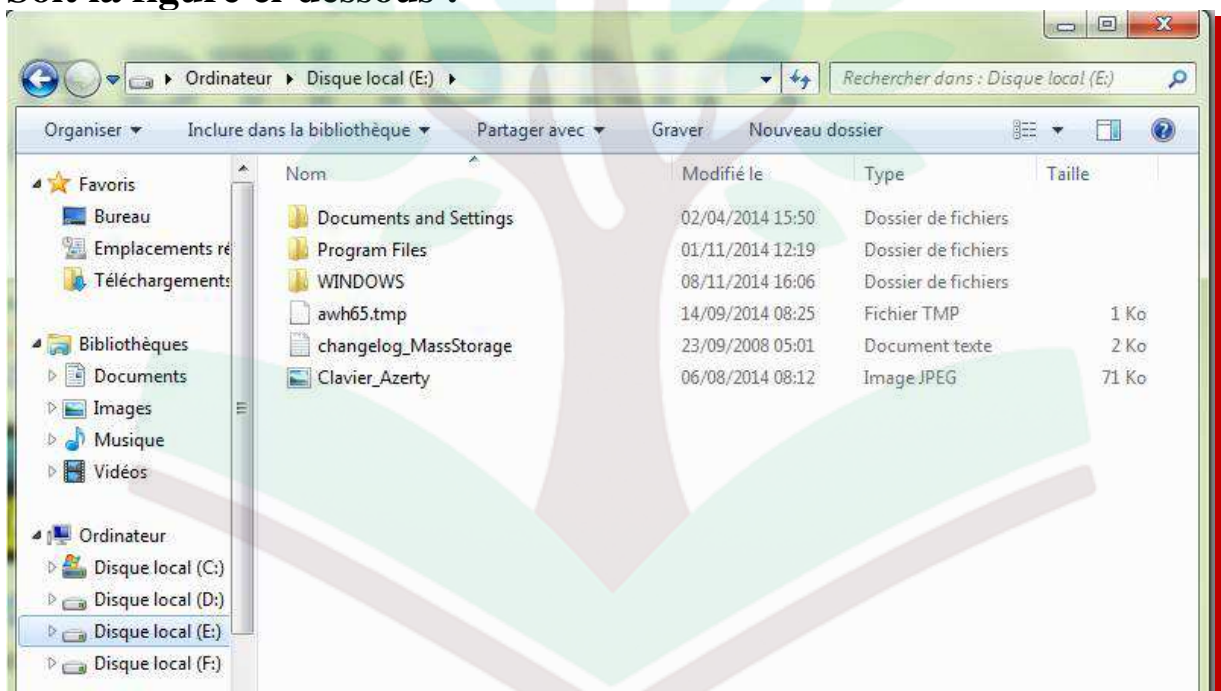 Soit la figure ci-dessous :
Ordinateur Disque local (E:)
Rechercher dans : Disque local (E:)
Organiser Inclure dans la bibliothèque Partager avec Graver Nouveau dossier
Nom Modifié le Type Taille
Favoris
Bureau
Emplacements ré
Téléchargements
Bibliothèques
Documents
Images
Musique
Vidéos
Ordinateur
Disque local (C:)
Disque local (D:)
Disque local (E:)
Disque local (F:)
Documents and Settings 02/04/2014 15:50 Dossier de fichiers
Program Files 01/11/2014 12:19 Dossier de fichiers
WINDOWS 08/11/2014 16:06 Dossier de fichiers
awh65.tmp 14/09/2014 08:25 Fichier TMP 1 Ko
changelog_MassStorage 23/09/2008 05:01 Document texte 2 Ko
Clavier_Azerty 06/08/2014 08:12 Image JPEG 71 Ko